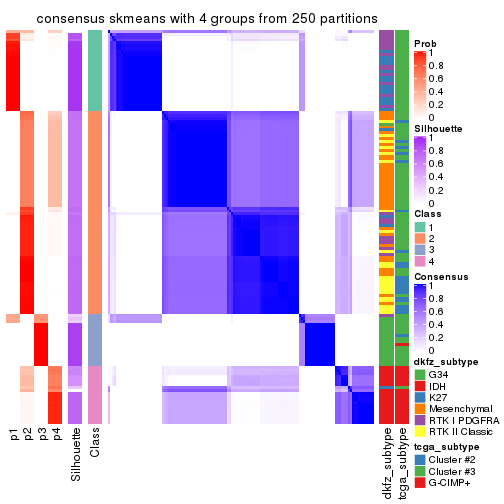 consensus skmeans with 4 groups from 250 partitions
Prob
1
0.8
0.6
0.4
0.2
0
Silhouette
1
0.8
0.6
0.4
0.2
0
Class
1
2
3
4
Consensus
1
0.8
0.6
0.4
0.2
0
dkfz_subtype
G34
IDH
K27
Mesenchymal
RTK I PDGFRA
RTK II Classic
tcga_subtype
Cluster #2
Cluster #3
G-CIMP+
p1
p2
p3
p4
Silhouette
Class
dkfz_subtype
tcga_subtype